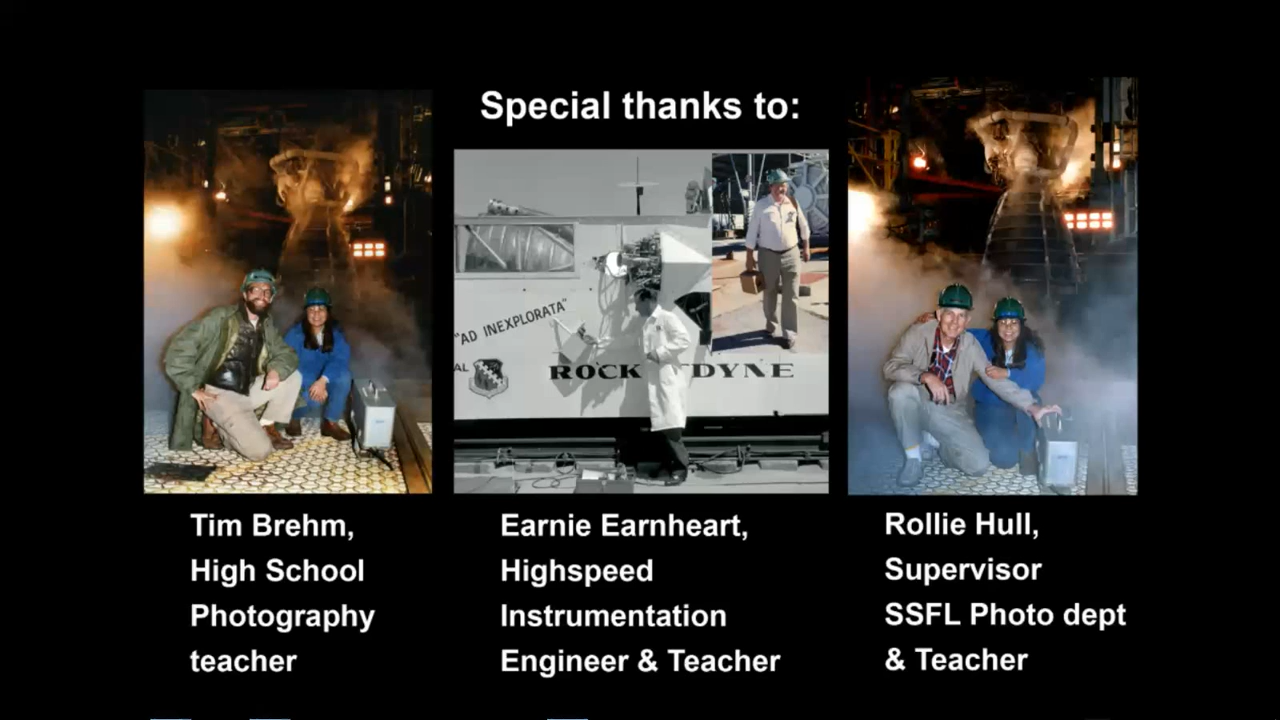 Special thanks to:
"AD INEXPLORATA"
AL
ROCK DYNE
Tim Brehm,
High School
Photography
teacher
Earnie Earnheart,
Highspeed
Instrumentation
Engineer & Teacher
Rollie Hull,
Supervisor
SSFL Photo dept
& Teacher